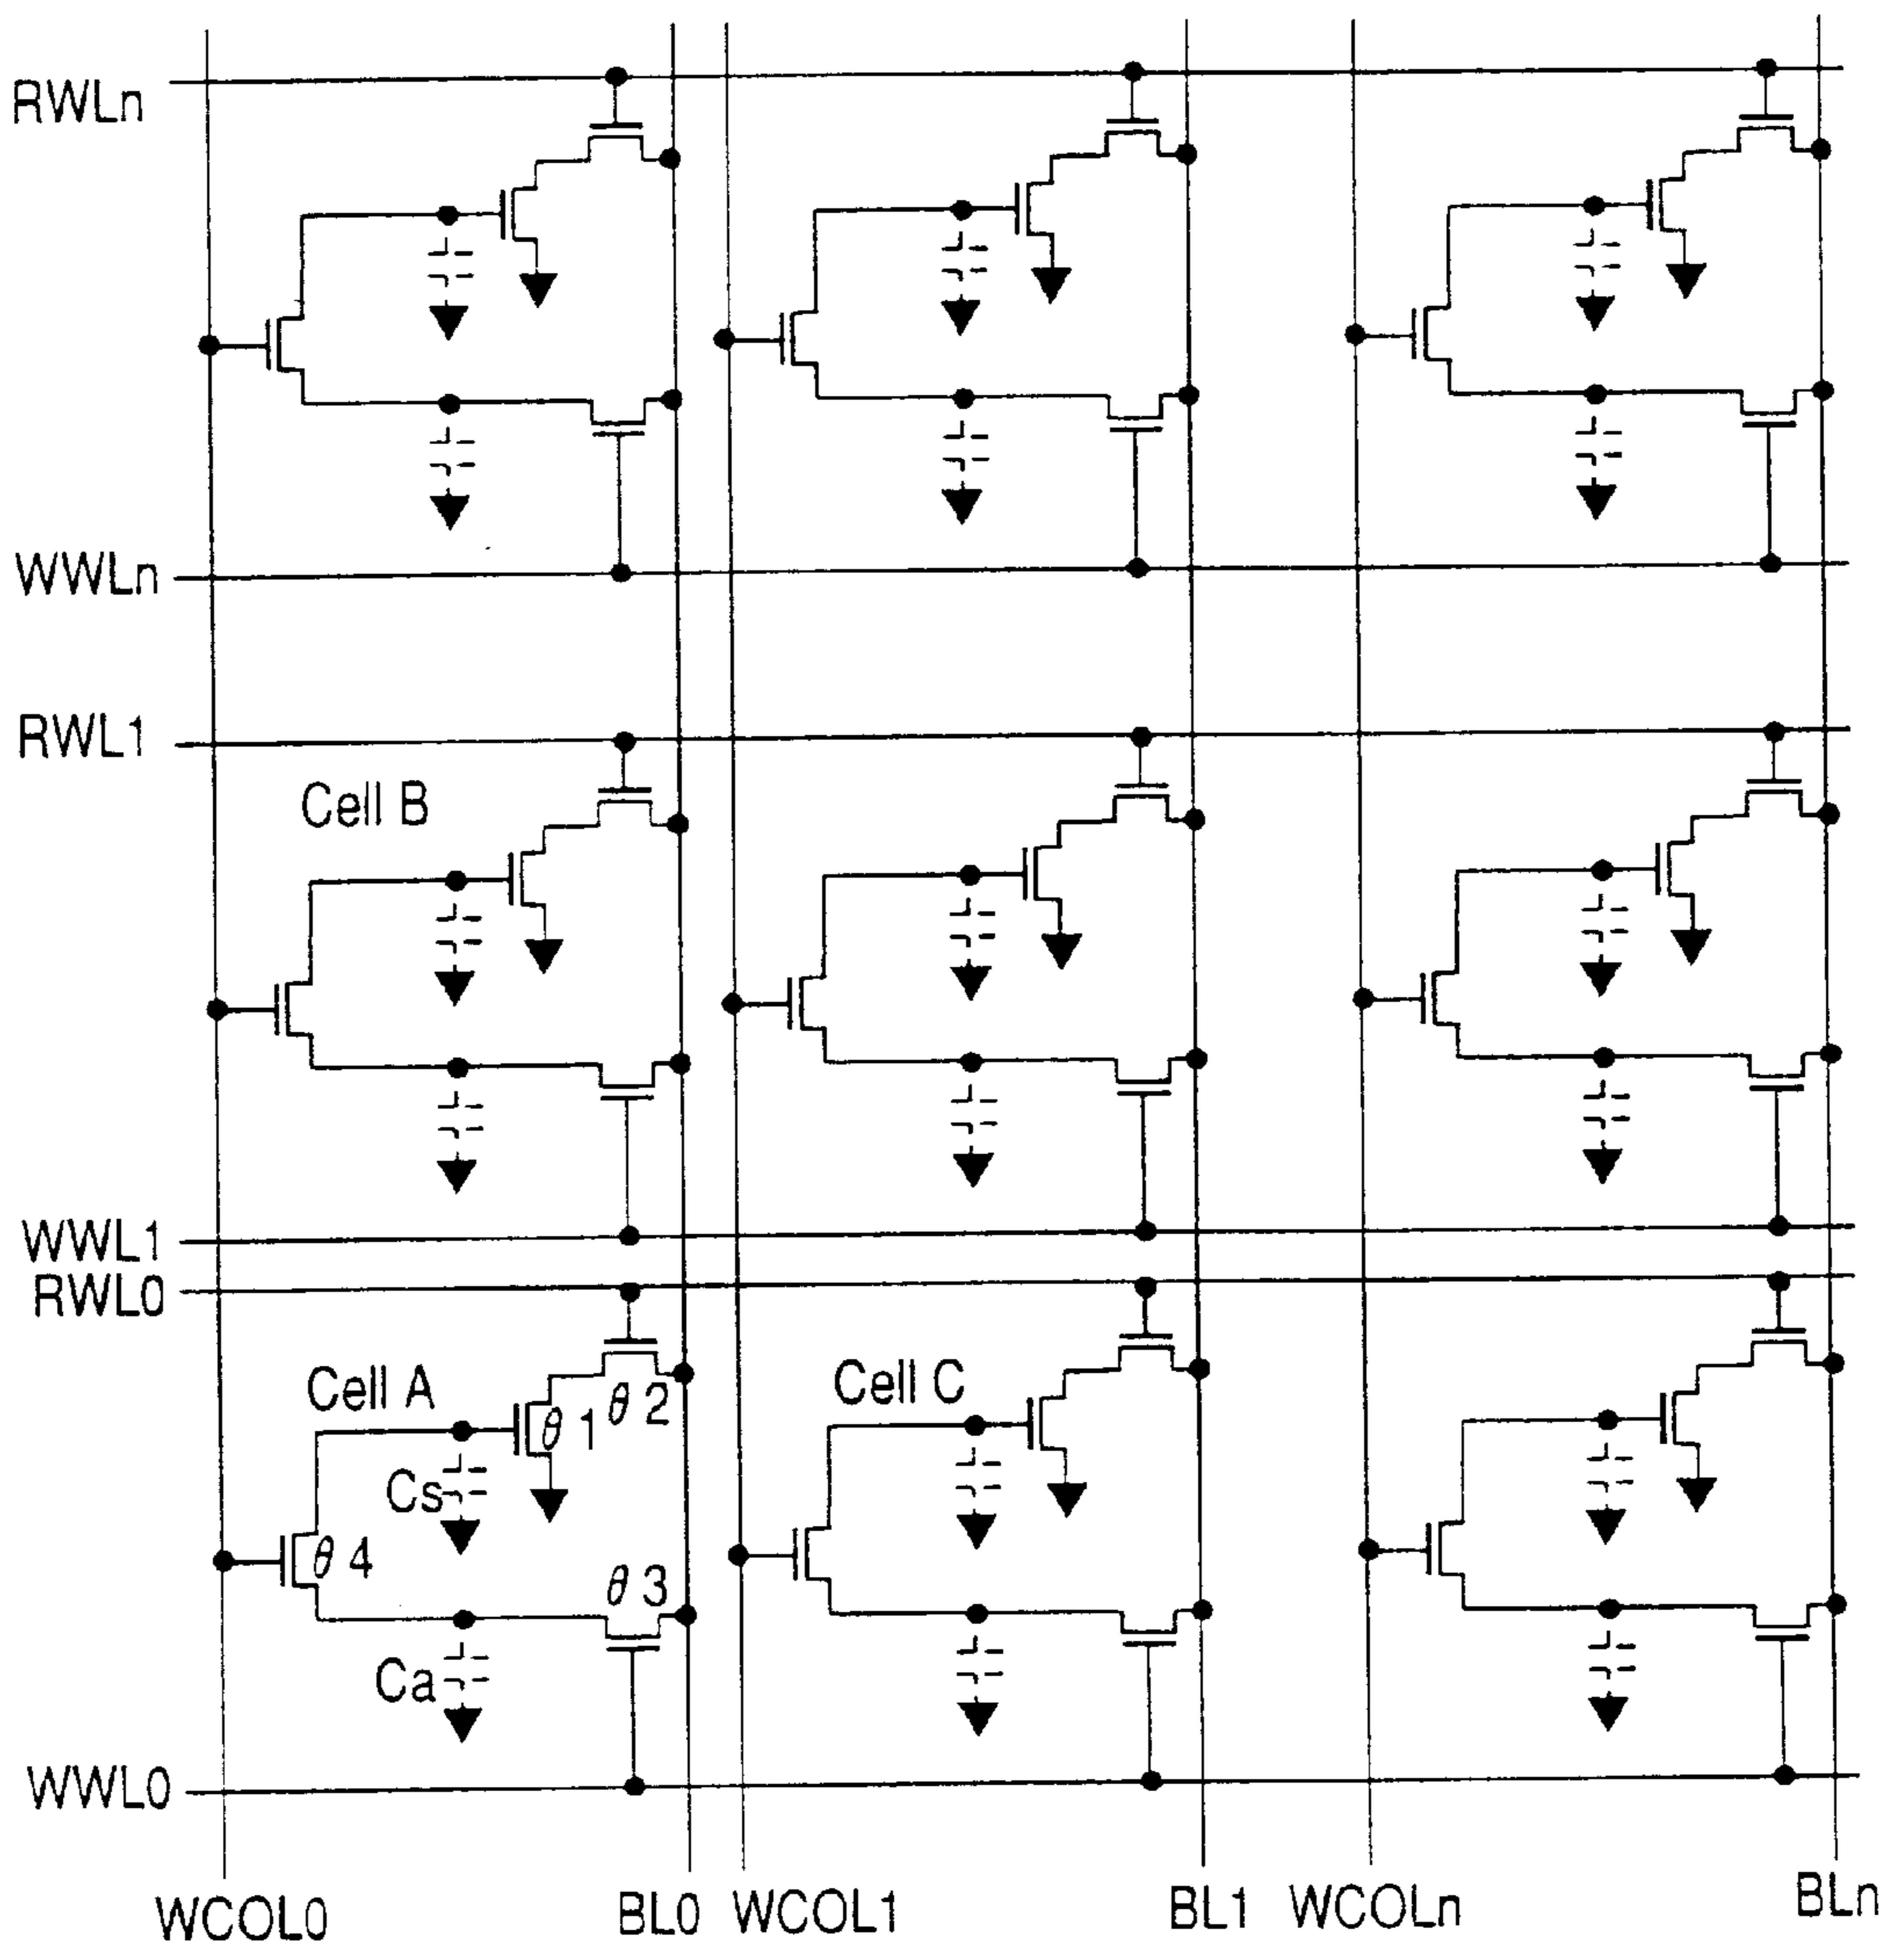 RWLn
WWLn
RWL1
Cell B
WWL1
RWL0
Cell A
θ 1
θ 2
Cell C
Cs
θ 4
θ 3
Ca
WWL0
WCOL0
BL0
WCOL1
BL1
WCOLn
BLn